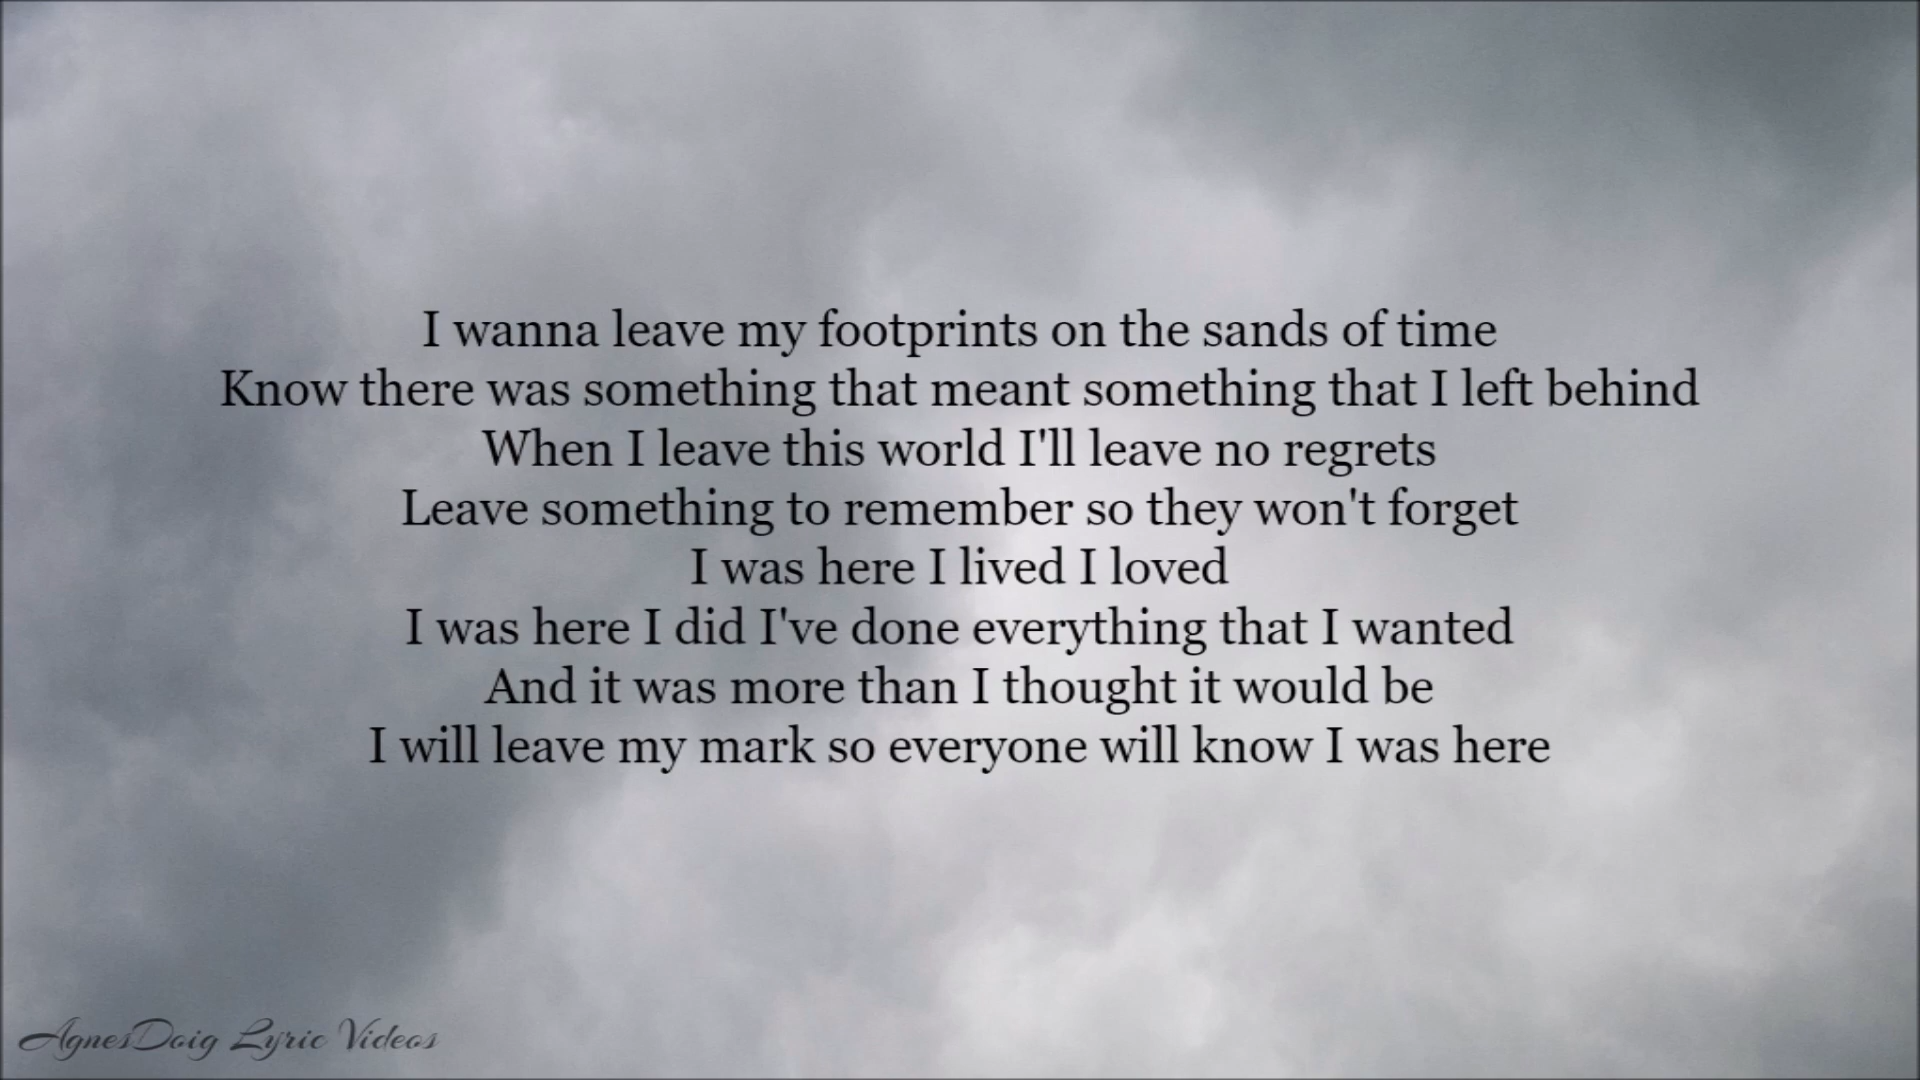 I wanna leave my footprints on the sands of time
Know there was something that meant something that I left behind
When I leave this world I'll leave no regrets
Leave something to remember so they won't forget
I was here I lived I loved
I was here I did I've done everything that I wanted
And it was more than I thought it would be
I will leave my mark so everyone will know I was here
AgnesDoig Lyric Videos